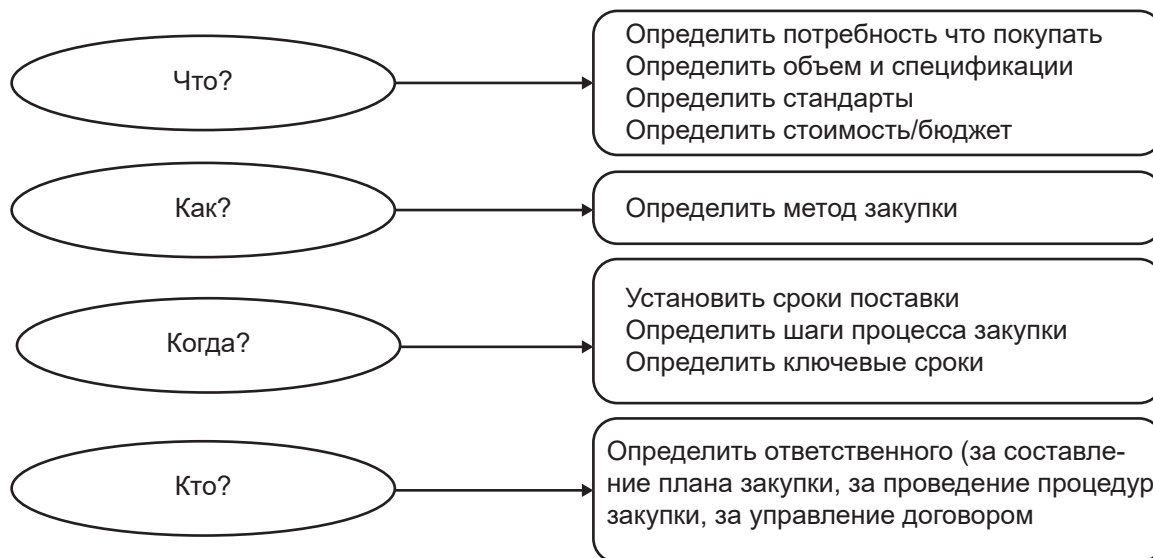 Что?
Определить потребность что покупать
Определить объем и спецификации
Определить стандарты
Определить стоимость/бюджет
Как?
Определить метод закупки
Когда?
Установить сроки поставки
Определить шаги процесса закупки
Определить ключевые сроки
Кто?
Определить ответственного (за составле-
ние плана закупки, за проведение процедур
закупки, за управление договором